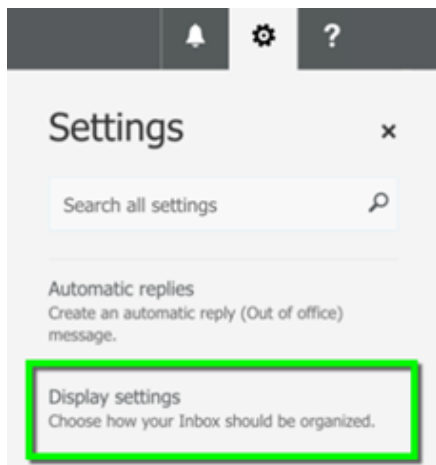 ?
Settings
×
Search all settings
Automatic replies
Create an automatic reply (Out of office)
message.
Display settings
Choose how your Inbox should be organized.